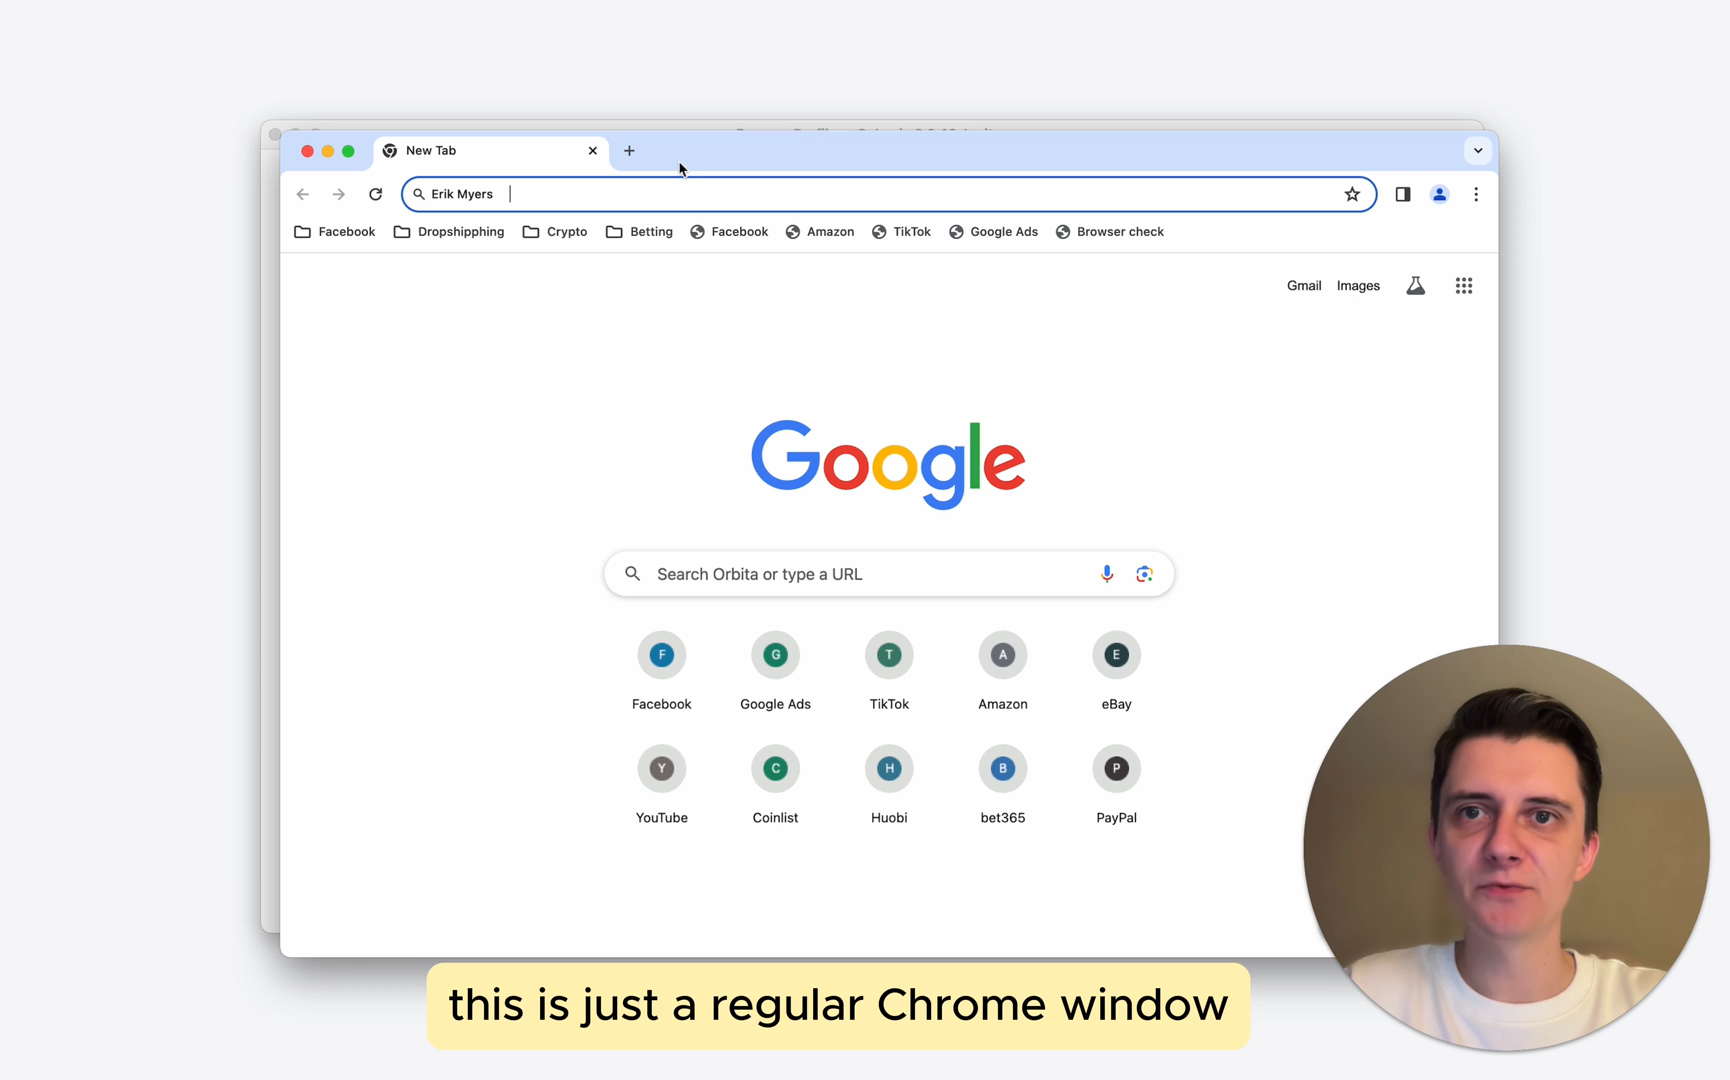 New Tab
Erik Myers
Facebook Dropshipphing Crypto Betting Facebook Amazon TikTok Google Ads Browser check
Gmail Images
Google
Search Orbita or type a URL
F G T A E
Facebook Google Ads TikTok Amazon eBay
Y C H B P
YouTube Coinlist Huobi bet365 PayPal
this is just a regular Chrome window